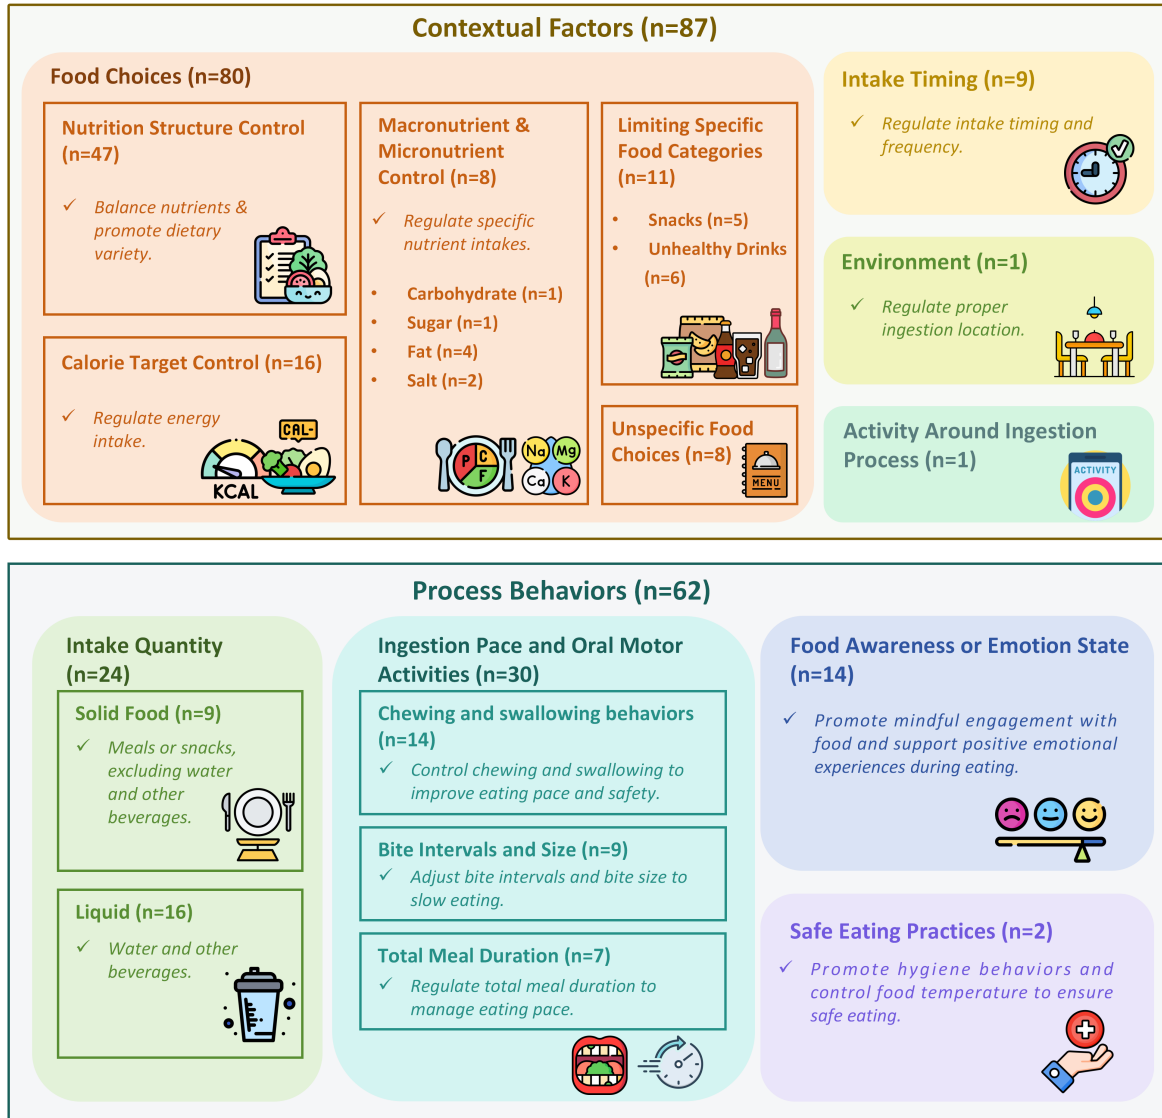 Contextual Factors (n=87)
Food Choices (n=80)
Nutrition Structure Control
(n=47)
✓ Balance nutrients &
promote dietary
variety.
Calorie Target Control (n=16)
✓ Regulate energy
intake.
CAL-
KCAL
Macronutrient &
Micronutrient
Control (n=8)
✓ Regulate specific
nutrient intakes.
• Carbohydrate (n=1)
• Sugar (n=1)
• Fat (n=4)
• Salt (n=2)
P C
F
Na Mg
Ca K
Limiting Specific
Food Categories
(n=11)
• Snacks (n=5)
• Unhealthy Drinks
(n=6)
Unspecific Food
Choices (n=8)
MENU
Intake Timing (n=9)
✓ Regulate intake timing and
frequency.
Environment (n=1)
✓ Regulate proper
ingestion location.
Activity Around Ingestion
Process (n=1)
ACTIVITY
Process Behaviors (n=62)
Intake Quantity
(n=24)
Solid Food (n=9)
✓ Meals or snacks,
excluding water
and other
beverages.
Liquid (n=16)
✓ Water and other
beverages.
Ingestion Pace and Oral Motor
Activities (n=30)
Chewing and swallowing behaviors
(n=14)
✓ Control chewing and swallowing to
improve eating pace and safety.
Bite Intervals and Size (n=9)
✓ Adjust bite intervals and bite size to
slow eating.
Total Meal Duration (n=7)
✓ Regulate total meal duration to
manage eating pace.
Food Awareness or Emotion State
(n=14)
✓ Promote mindful engagement with
food and support positive emotional
experiences during eating.
Safe Eating Practices (n=2)
✓ Promote hygiene behaviors and
control food temperature to ensure
safe eating.